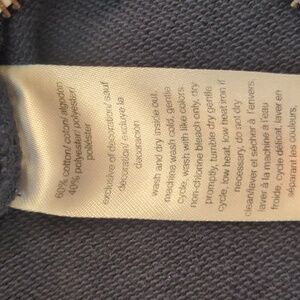 60% cotton/ coton/ algodón
40% polyester/ polyester/
poliéster
exclusive of decoration/ sauf
décoration/ excluye la
decoración
wash and dry inside out,
machine wash cold, gentle
cycle, wash with like colors.
non-chlorine bleach only, dry
promptly, tumble dry gentle
cycle, low heat, low heat iron if
necessary, do not dry
clean/laver et sécher à l'envers.
laver à la machine à l'eau
froide, cycle délicat, laver en
séparant les couleurs.